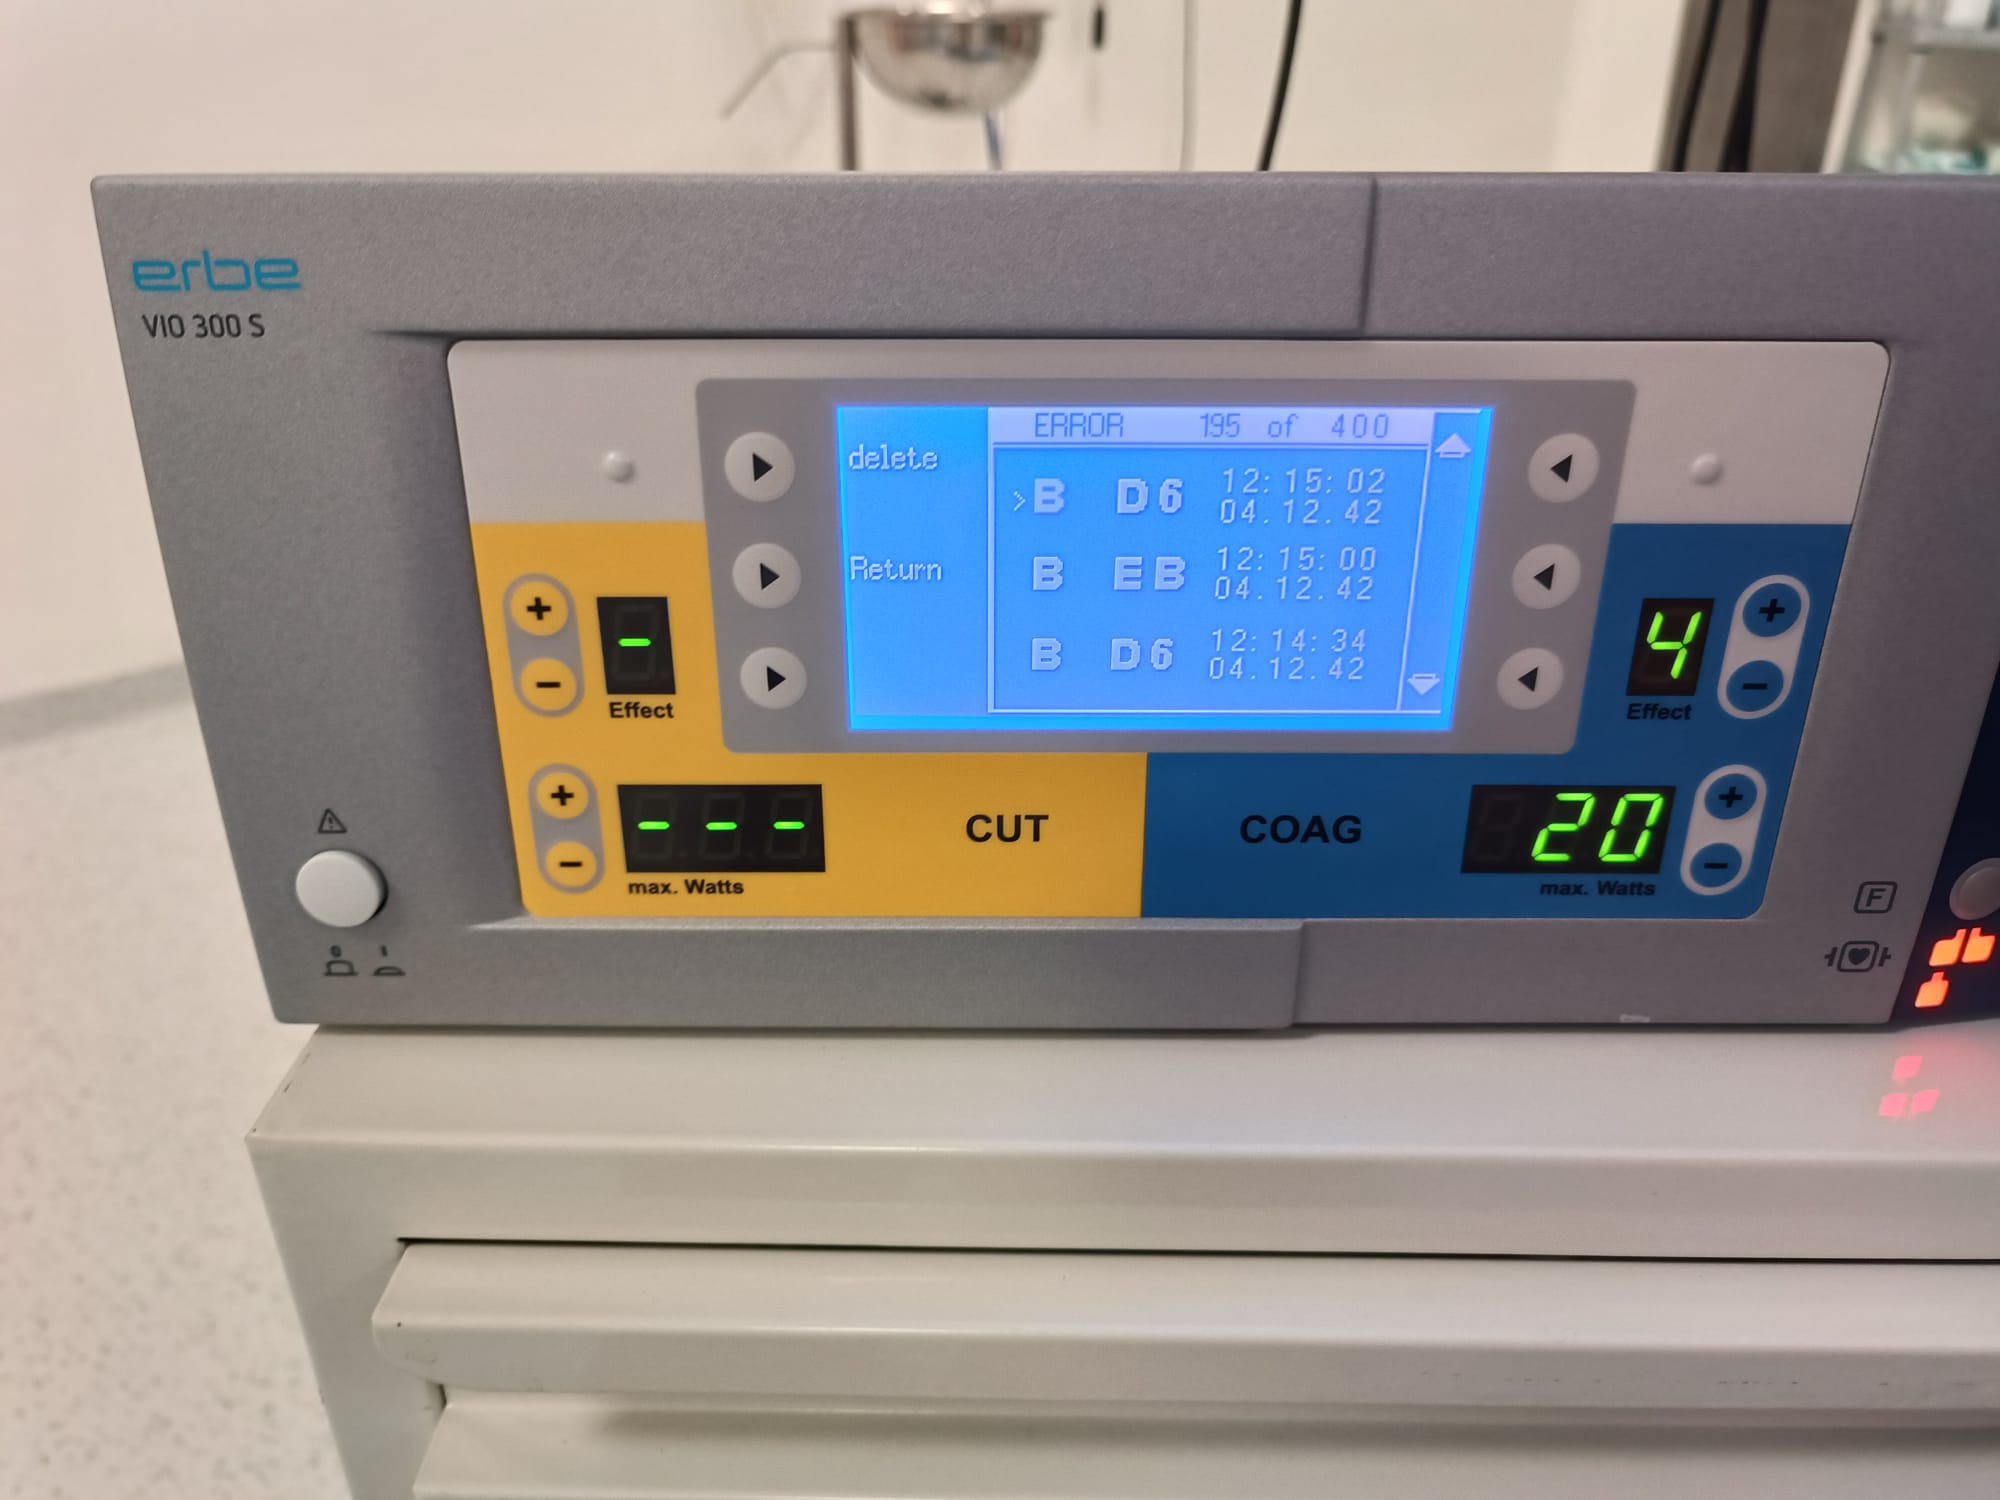 erbe
VIO 300 S
ERROR 195 of 400
delete
>B D6 12:15:02
04.12.42
Return
B EB 12:15:00
04.12.42
B D6 12:14:34
04.12.42
+
-
-
Effect
4
+
-
Effect
+
-
---
max. Watts
CUT
COAG
20
max. Watts
+
-
F
0 I